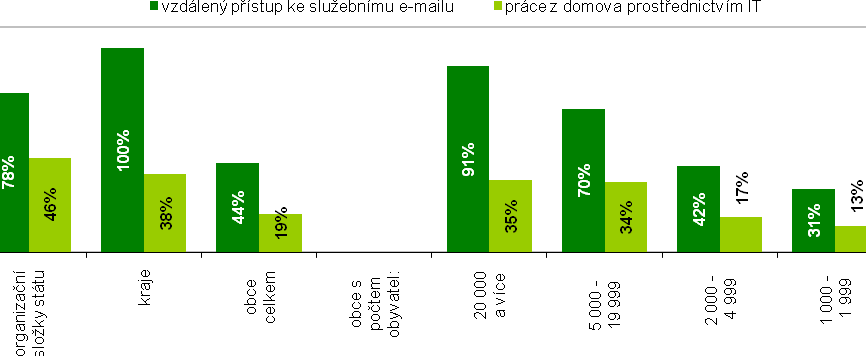 vzdálený přístup ke služebnímu e-mailu
práce z domova prostřednictvím IT
78%
46%
100%
38%
44%
19%
91%
35%
70%
34%
42%
17%
31%
13%
organizační
složky státu
kraje
obce
celkem
obce s
počtem
obyvatel:
20 000
a více
5 000 -
19 999
2 000 -
4 999
1 000 -
1 999